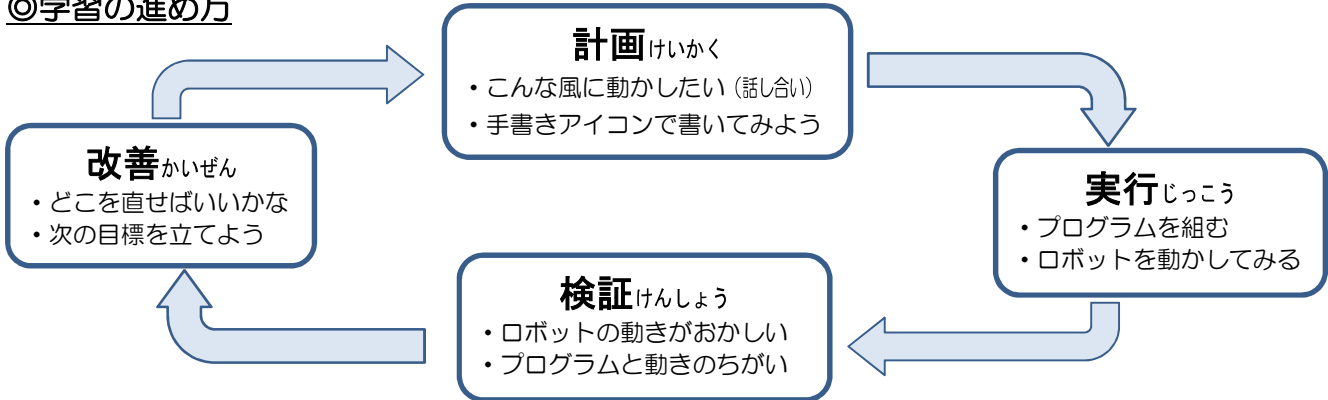 ◎学習の進め方
計画けいかく
・こんな風に動かしたい（話し合い）
・手書きアイコンで書いてみよう
実行じっこう
・プログラムを組む
・ロボットを動かしてみる
検証けんしょう
・ロボットの動きがおかしい
・プログラムと動きのちがい
改善かいぜん
・どこを直せばいいかな
・次の目標を立てよう